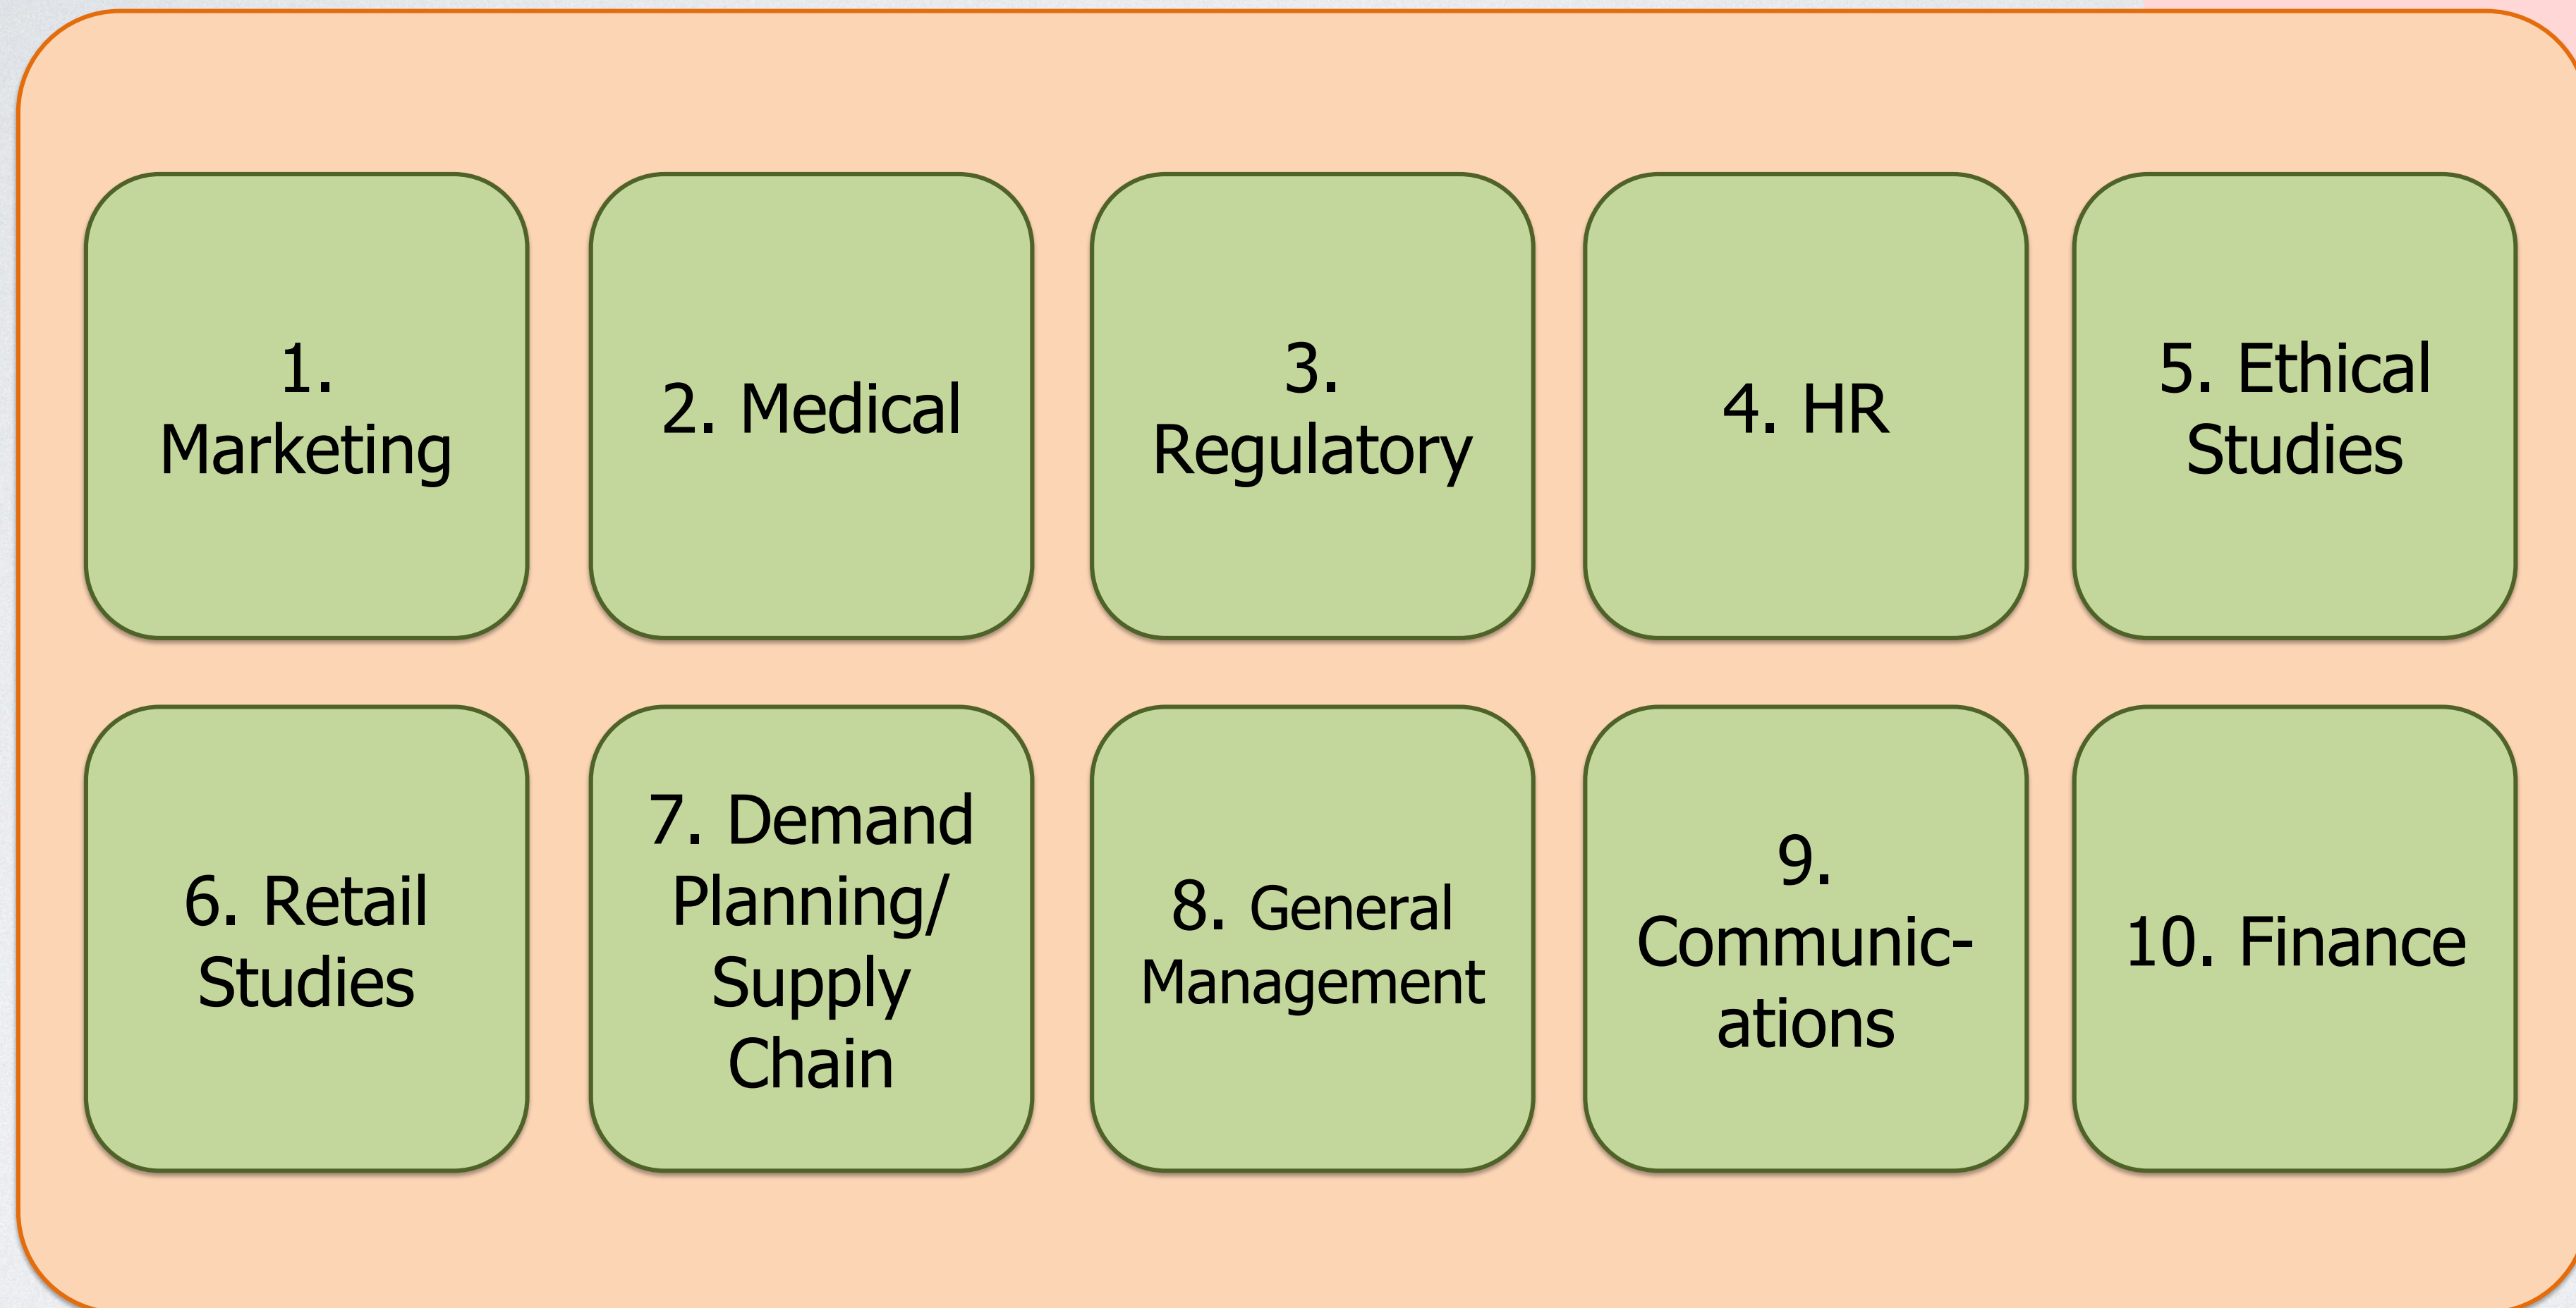 1.
Marketing
2. Medical
3.
Regulatory
4. HR
5. Ethical
Studies
6. Retail
Studies
7. Demand
Planning/
Supply
Chain
8. General
Management
9.
Communic-
ations
10. Finance